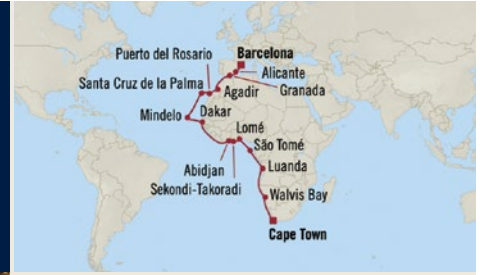 Barcelona
Puerto del Rosario
Alicante
Granada
Santa Cruz de la Palma
Agadir
Mindelo
Dakar
Lomé
São Tomé
Abidjan
Sekondi-Takoradi
Luanda
Walvis Bay
Cape Town